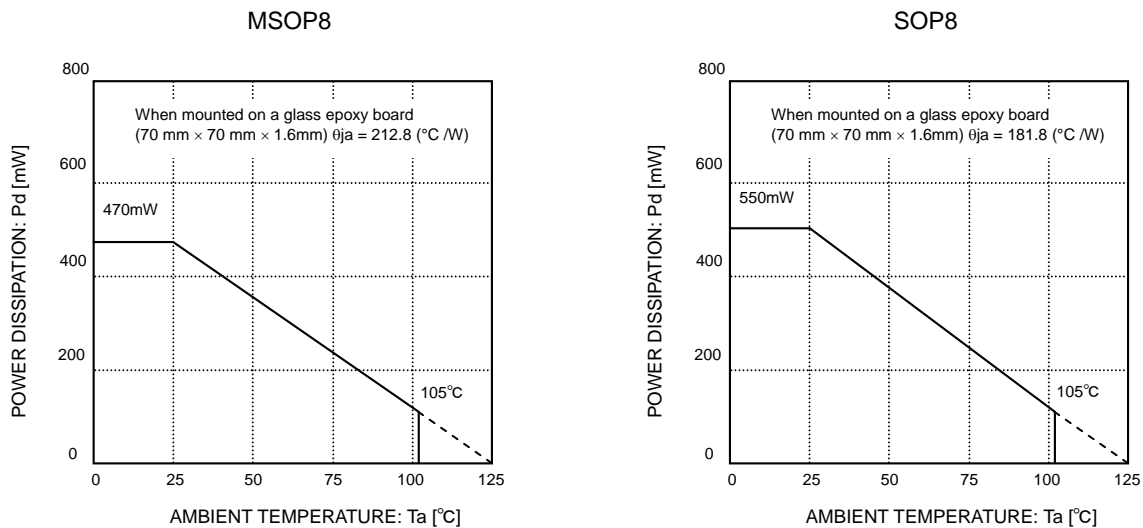 MSOP8
800
600
400
200
0
POWER DISSIPATION: Pd [mW]
When mounted on a glass epoxy board
(70 mm × 70 mm × 1.6mm) θja = 212.8 (°C /W)
470mW
105°C
0 25 50 75 100 125
AMBIENT TEMPERATURE: Ta [°C]
SOP8
800
600
400
200
0
POWER DISSIPATION: Pd [mW]
When mounted on a glass epoxy board
(70 mm × 70 mm × 1.6mm) θja = 181.8 (°C /W)
550mW
105°C
0 25 50 75 100 125
AMBIENT TEMPERATURE: Ta [°C]